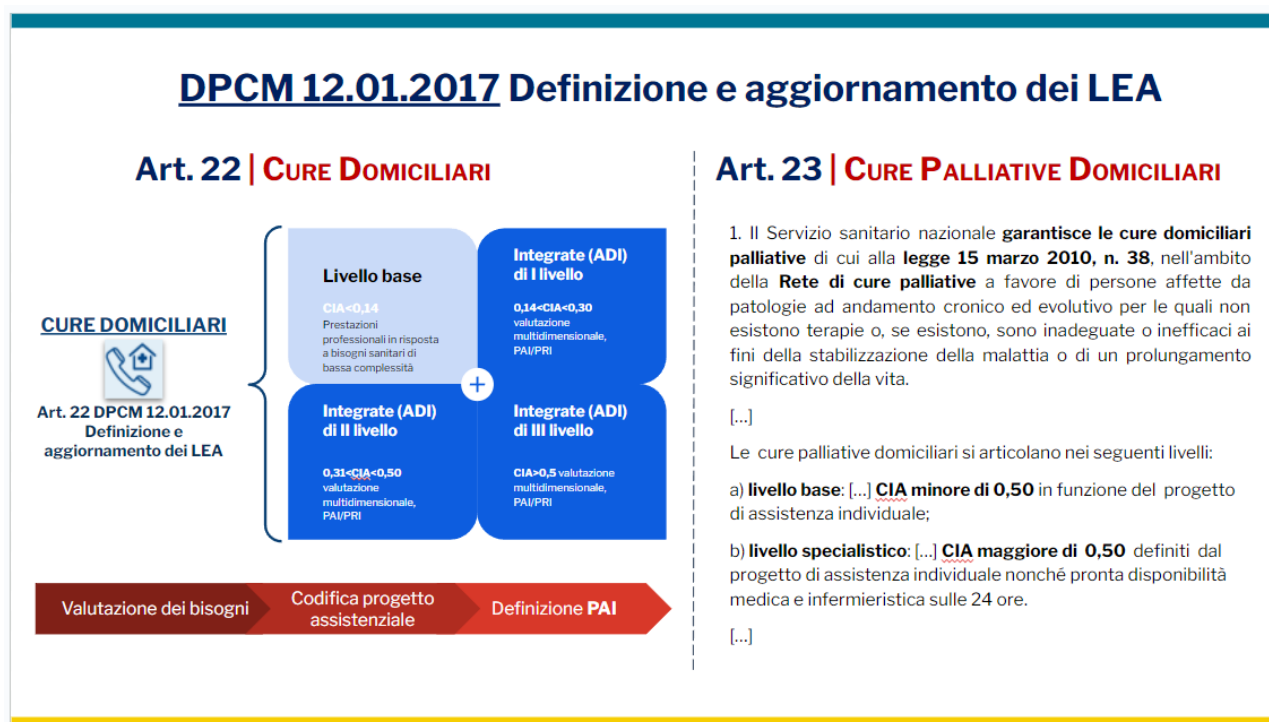 DPCM 12.01.2017 Definizione e aggiornamento dei LEA
Art. 22 | CURE DOMICILIARI
CURE DOMICILIARI
Art. 22 DPCM 12.01.2017
Definizione e
aggiornamento dei LEA
Livello base
CIA<0,14
Prestazioni
professionali in risposta
a bisogni sanitari di
bassa complessità
Integrate (ADI)
di I livello
0,14<CIA<0,30
valutazione
multidimensionale,
PAI/PRI
+
Integrate (ADI)
di II livello
0,31<CIA<0,50
valutazione
multidimensionale,
PAI/PRI
Integrate (ADI)
di III livello
CIA>0,5 valutazione
multidimensionale,
PAI/PRI
Valutazione dei bisogni
Codifica progetto
assistenziale
Definizione PAI
Art. 23 | CURE PALLIATIVE DOMICILIARI
1. Il Servizio sanitario nazionale garantisce le cure domiciliari
palliative di cui alla legge 15 marzo 2010, n. 38, nell'ambito
della Rete di cure palliative a favore di persone affette da
patologie ad andamento cronico ed evolutivo per le quali non
esistono terapie o, se esistono, sono inadeguate o inefficaci ai
fini della stabilizzazione della malattia o di un prolungamento
significativo della vita.
[...]
Le cure palliative domiciliari si articolano nei seguenti livelli:
a) livello base: [...] CIA minore di 0,50 in funzione del progetto
di assistenza individuale;
b) livello specialistico: [...] CIA maggiore di 0,50 definiti dal
progetto di assistenza individuale nonché pronta disponibilità
medica e infermieristica sulle 24 ore.
[...]